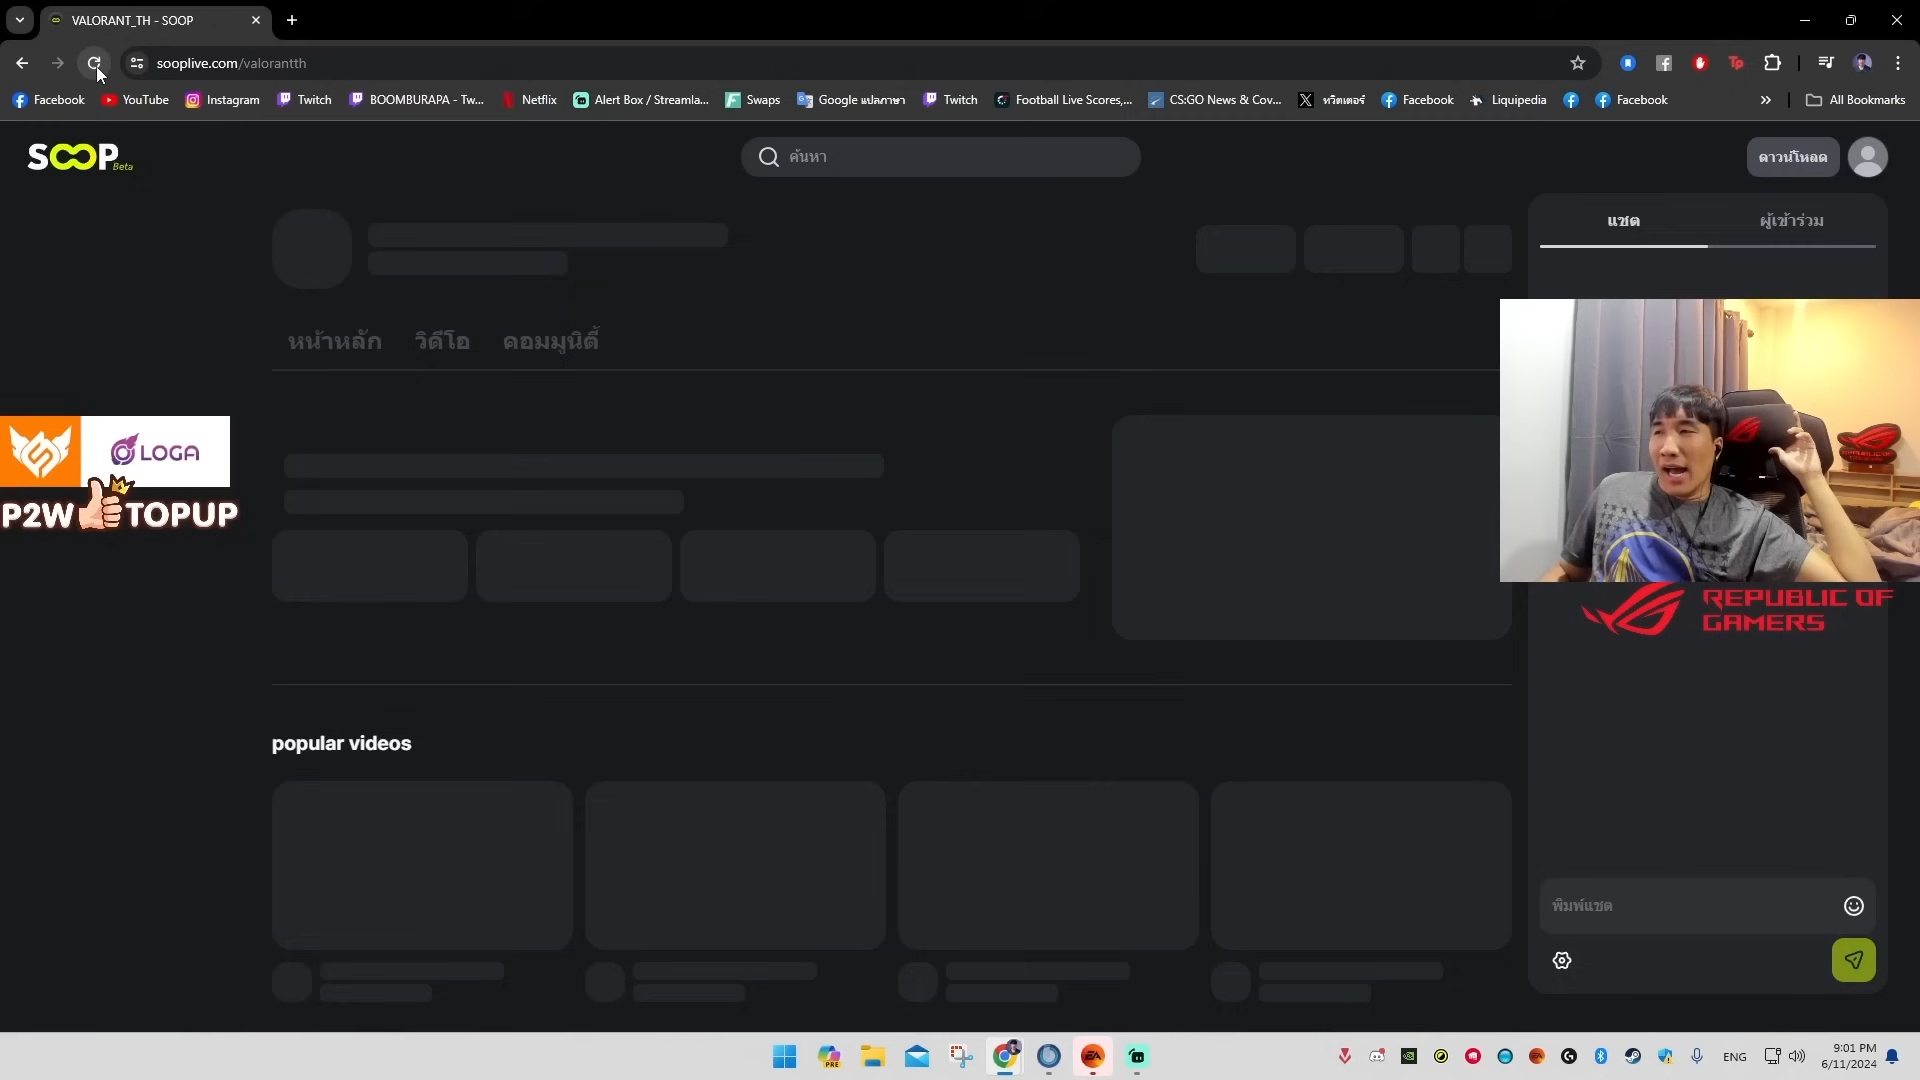 VALORANT_TH - SOOP
sooplive.com/valorantth
Facebook
YouTube
Instagram
Twitch
BOOMBURAPA - Tw...
Netflix
Alert Box / Streamla...
Swaps
Google แปลภาษา
Twitch
Football Live Scores,...
CS:GO News & Cov...
ทวิตเตอร์
Facebook
Liquipedia
Facebook
All Bookmarks
SOOP
Beta
ค้นหา
ดาวน์โหลด
แชต
ผู้เข้าร่วม
หน้าหลัก
วิดีโอ
คอมมูนิตี้
LOGA
P2W TOPUP
REPUBLIC OF
GAMERS
popular videos
พิมพ์แชต
PRE
EA
ENG
9:01 PM
6/11/2024